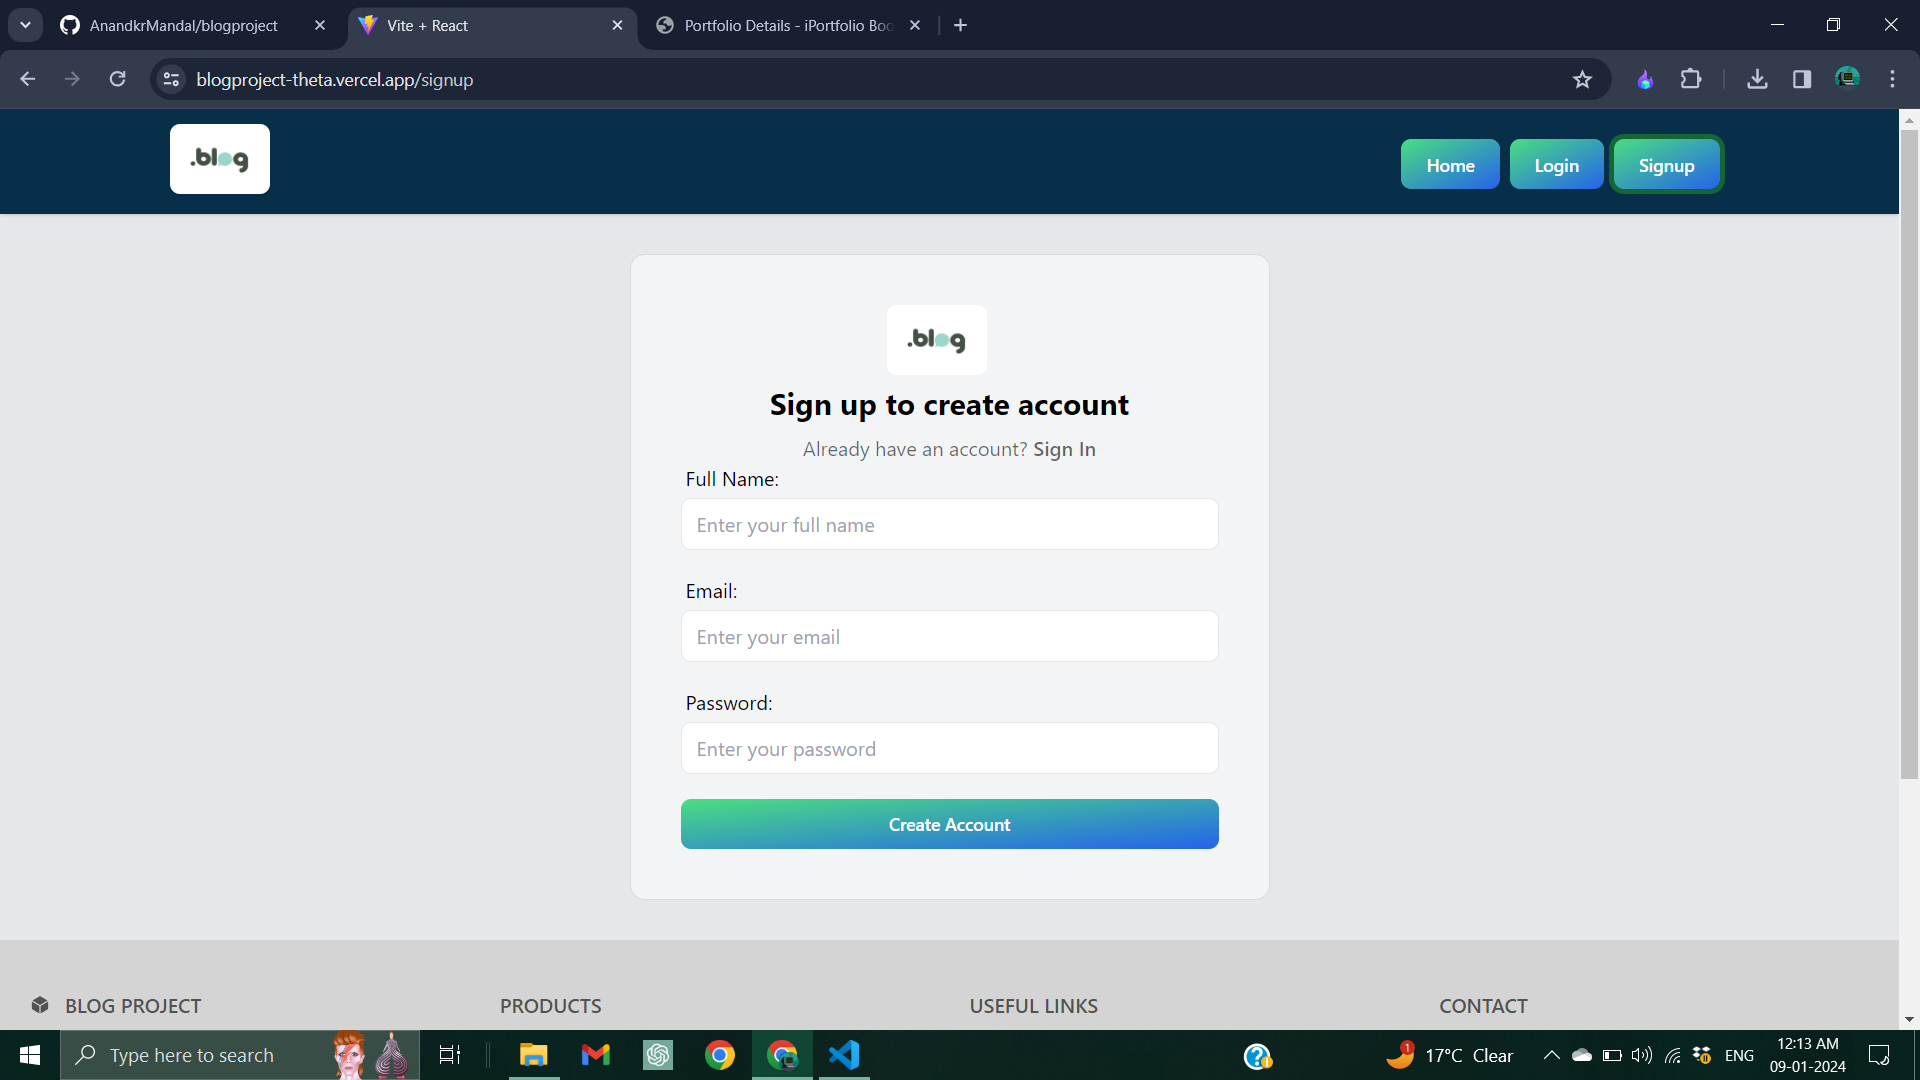 AnandkrMandal/blogproject
Vite + React
Portfolio Details - iPortfolio Boo
blogproject-theta.vercel.app/signup
.blog
Home
Login
Signup
.blog
Sign up to create account
Already have an account? Sign In
Full Name:
Enter your full name
Email:
Enter your email
Password:
Enter your password
Create Account
BLOG PROJECT
PRODUCTS
USEFUL LINKS
CONTACT
Type here to search
1
17°C Clear
ENG
12:13 AM
09-01-2024